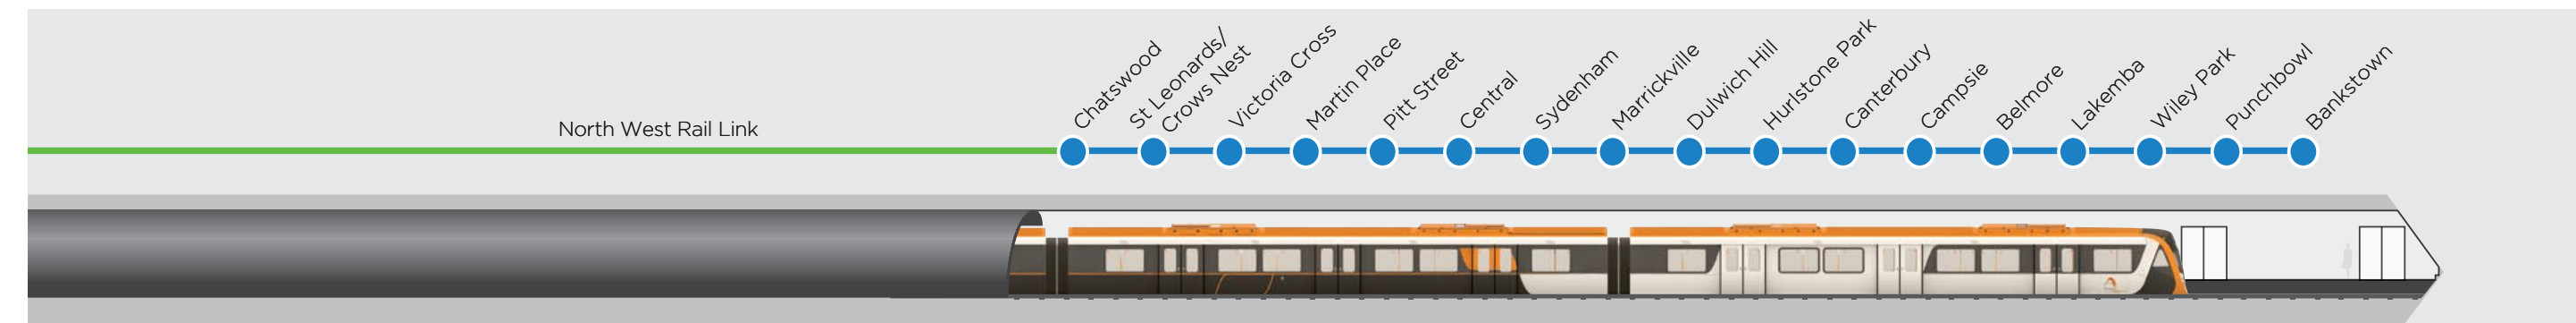 North West Rail Link
Chatswood
St Leonards/
Crows Nest
Victoria Cross
Martin Place
Pitt Street
Central
Sydenham
Marrickville
Dulwich Hill
Hurlstone Park
Canterbury
Campsie
Belmore
Lakemba
Wiley Park
Punchbowl
Bankstown